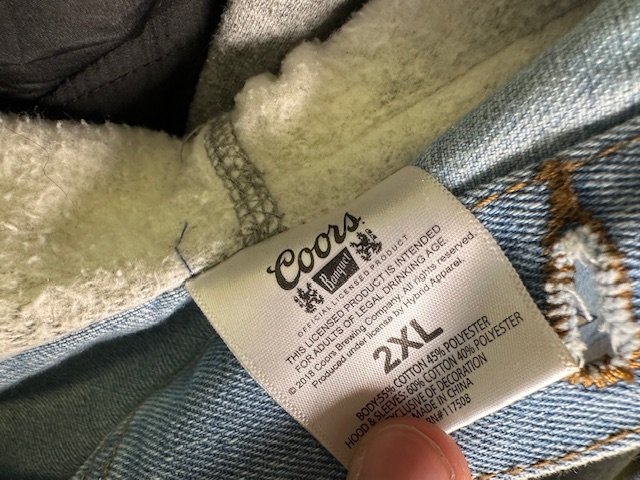 Coors
Banquet
OFFICIAL LICENSED PRODUCT
THIS LICENSED PRODUCT IS INTENDED
FOR ADULTS OF LEGAL DRINKING AGE.
© 2018 Coors Brewing Company. All rights reserved.
Produced under license by Hybrid Apparel.
2XL
BODY:55% COTTON 45% POLYESTER
HOOD & SLEEVES 60% COTTON 40% POLYESTER
EXCLUSIVE OF DECORATION
MADE IN CHINA
RN#117508